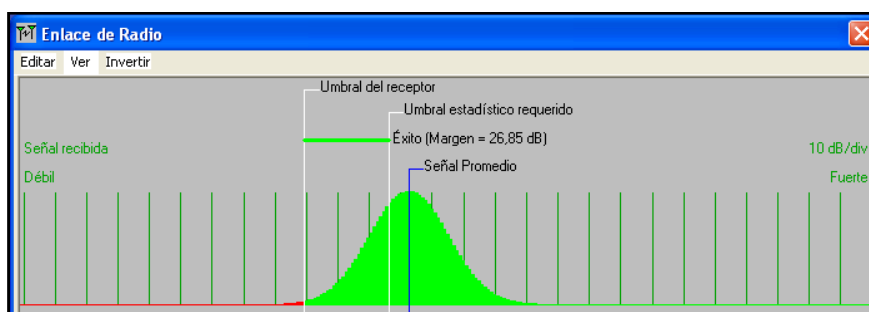 Enlace de Radio
Editar Ver Invertir
Umbral del receptor
Umbral estadístico requerido
Éxito (Margen = 26,85 dB)
Señal recibida
10 dB/div
Señal Promedio
Débil
Fuerte